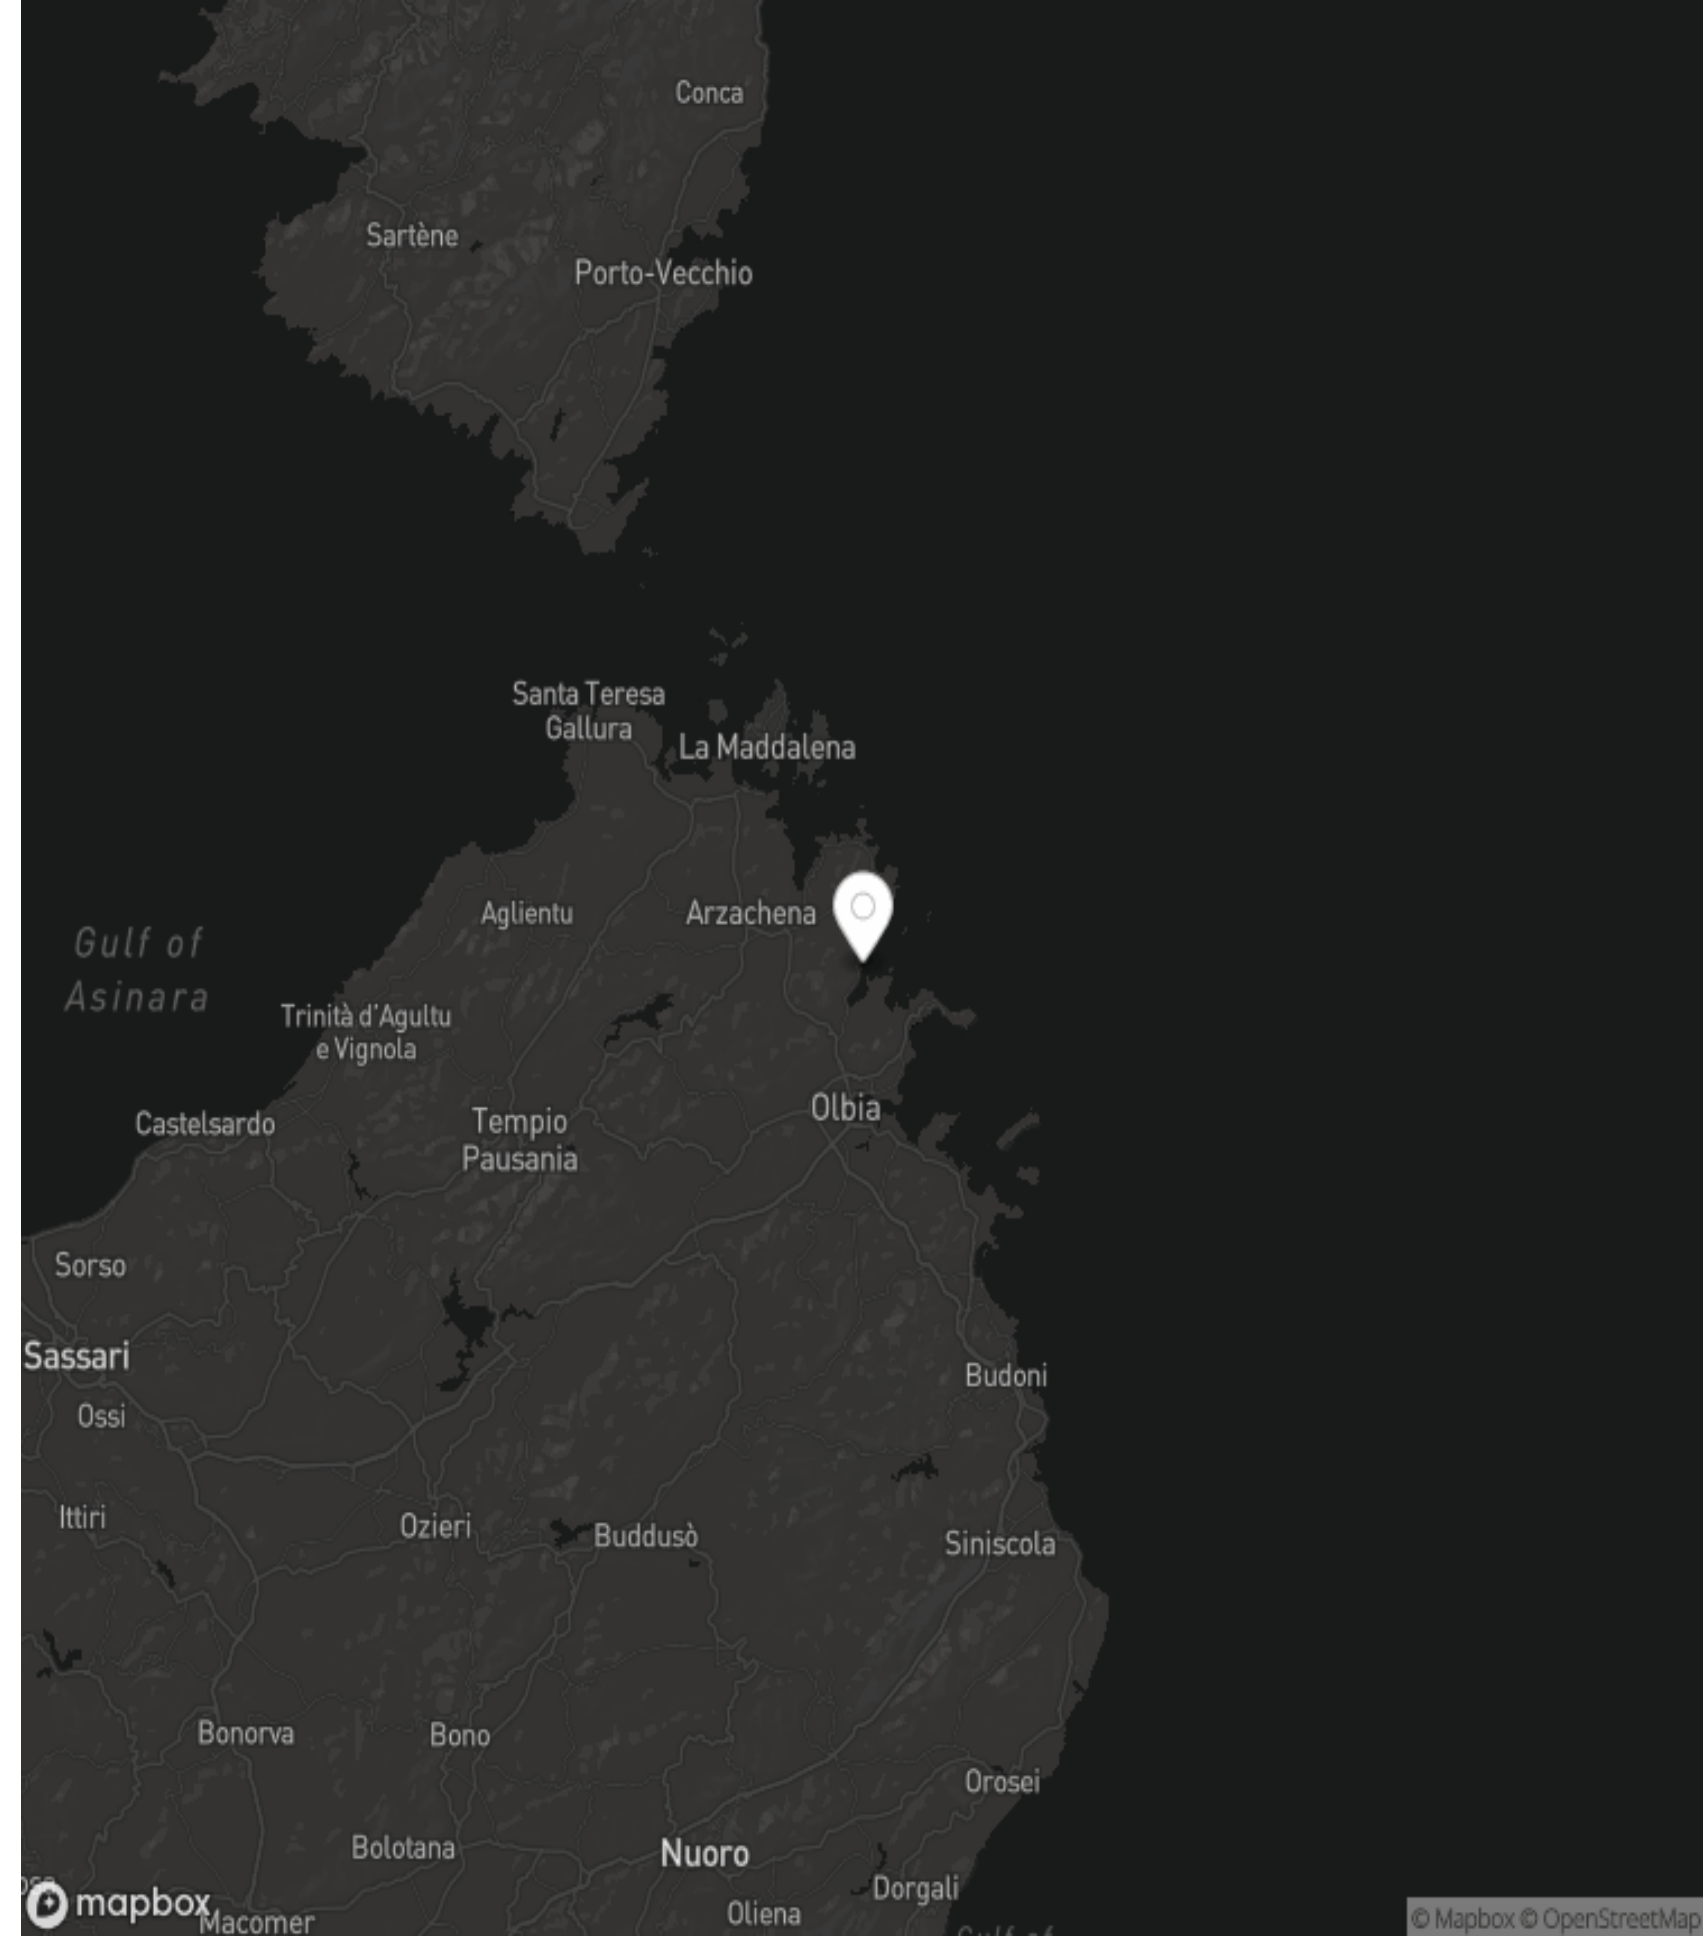 Conca
Sartène
Porto-Vecchio
Santa Teresa
Gallura
La Maddalena
Aglientu
Arzachena
Gulf of
Asinara
Trinità d'Agultu
e Vignola
Castelsardo
Tempio
Pausania
Olbia
Sorso
Sassari
Ossi
Budoni
Ittiri
Ozieri
Buddusò
Siniscola
Bonorva
Bono
Orosei
Bolotana
Nuoro
Dorgali
mapbox
Macomer
Oliena
Gulf of
© Mapbox © OpenStreetMap